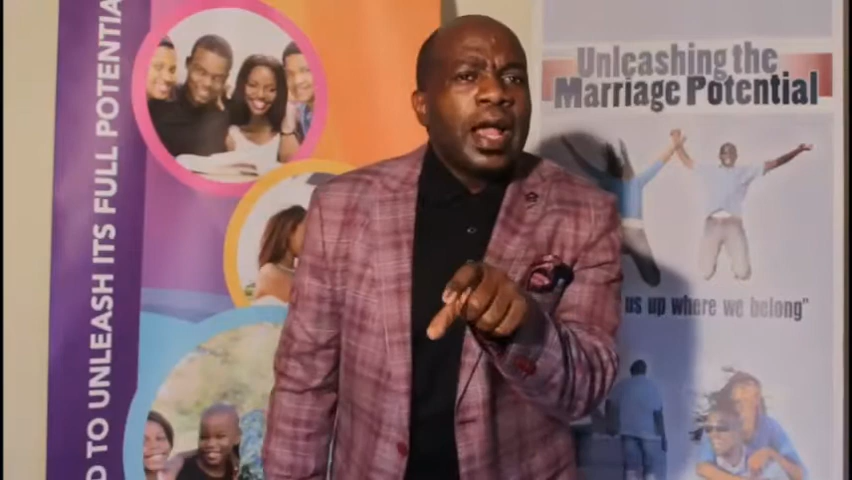 D TO UNLEASH ITS FULL POTENTIA
Unleashing the
Marriage Potential
us up where we belong"